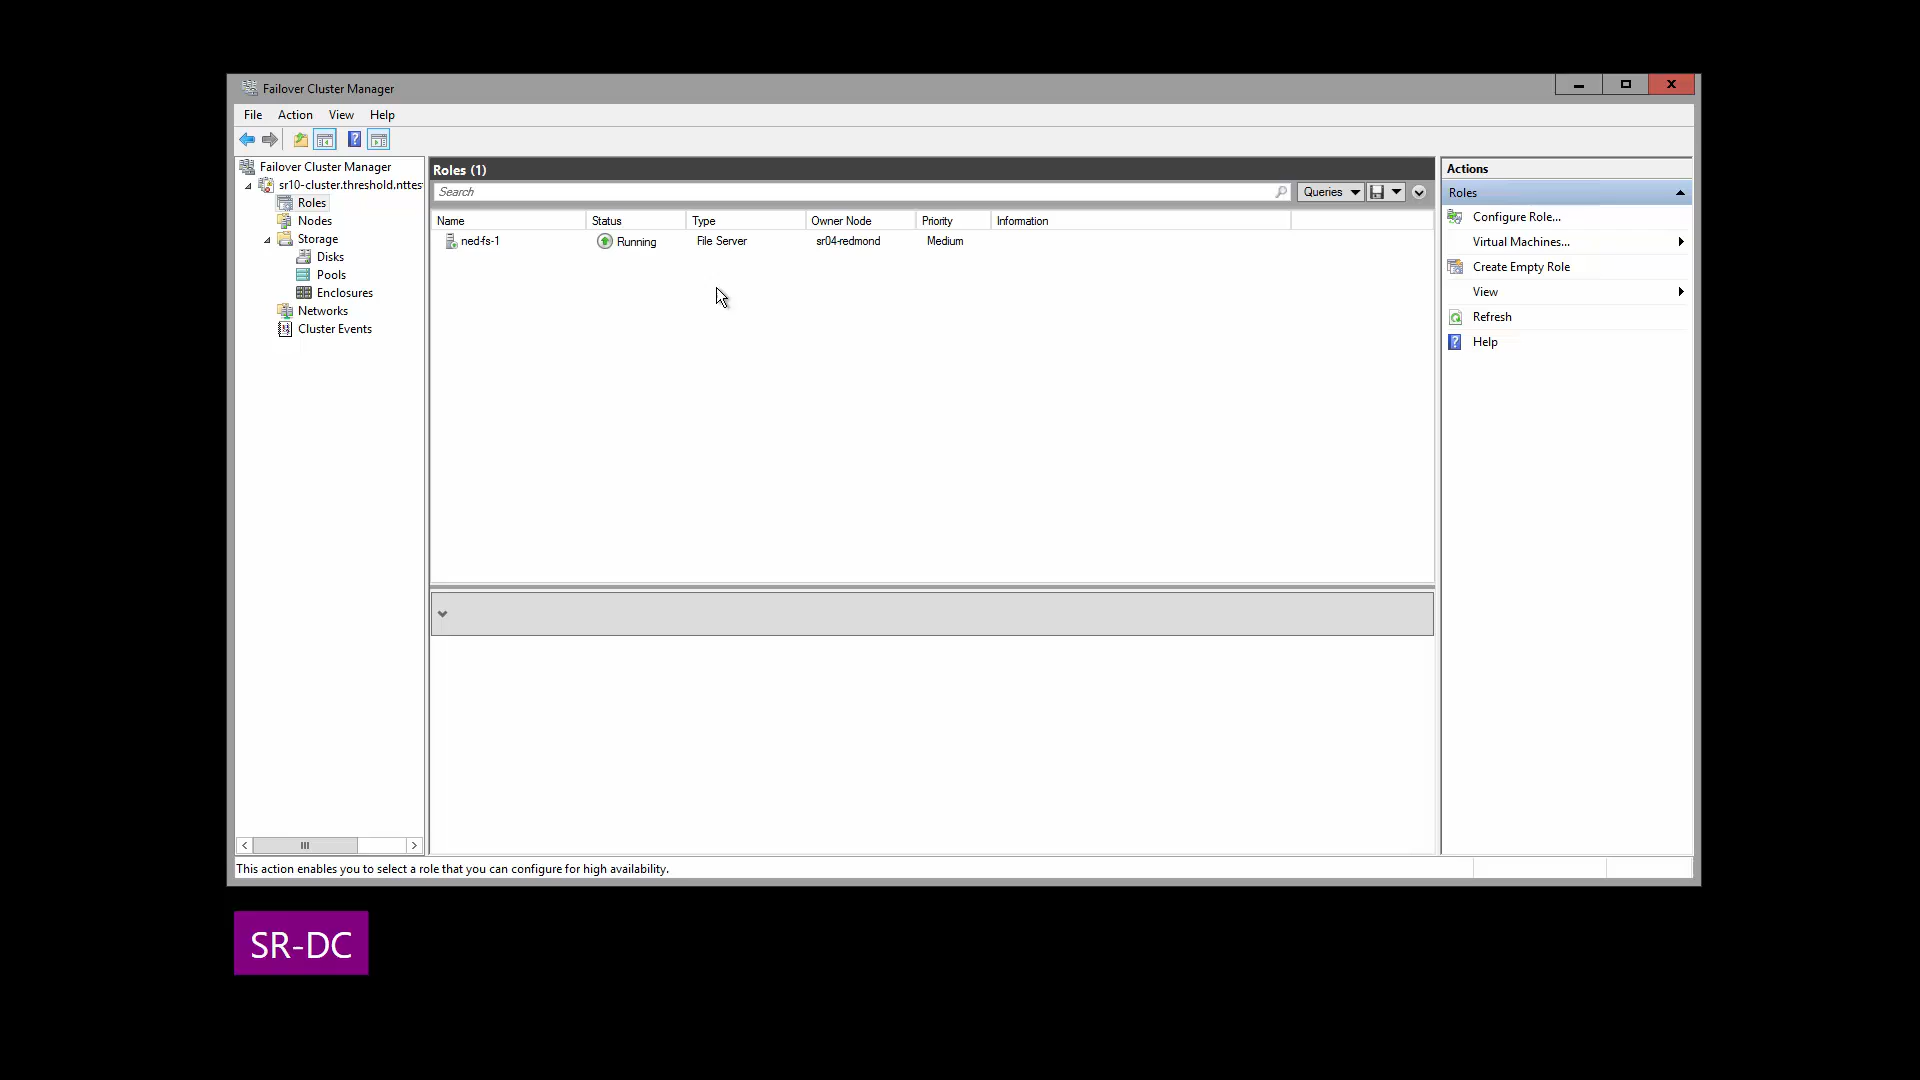 Failover Cluster Manager
File Action View Help
Failover Cluster Manager
sr10-cluster.threshold.nttes
Roles
Nodes
Storage
Disks
Pools
Enclosures
Networks
Cluster Events
Roles (1)
Search
Queries
Name Status Type Owner Node Priority Information
ned-fs-1 Running File Server sr04-redmond Medium
Actions
Roles
Configure Role...
Virtual Machines...
Create Empty Role
View
Refresh
Help
This action enables you to select a role that you can configure for high availability.
SR-DC